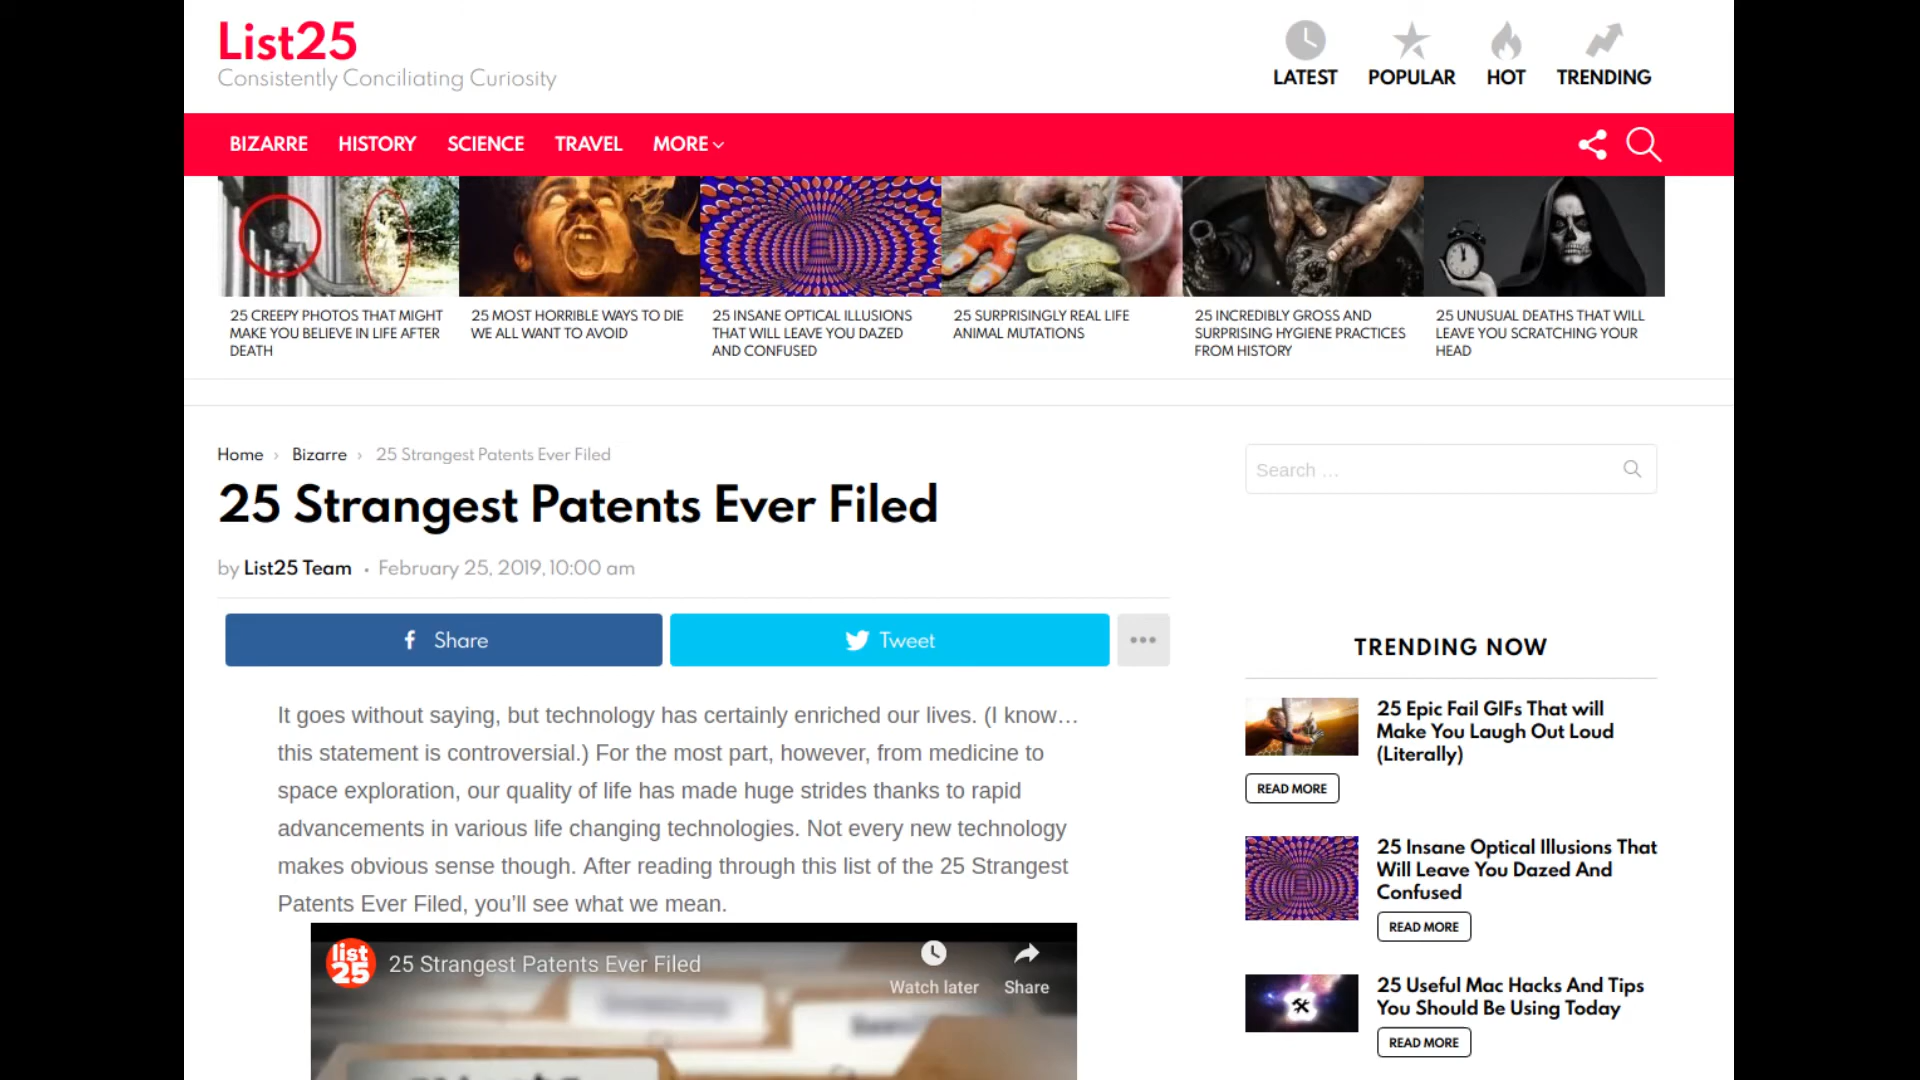 List25
Consistently Conciliating Curiosity
LATEST
POPULAR
HOT
TRENDING
BIZARRE
HISTORY
SCIENCE
TRAVEL
MORE
25 CREEPY PHOTOS THAT MIGHT
MAKE YOU BELIEVE IN LIFE AFTER
DEATH
25 MOST HORRIBLE WAYS TO DIE
WE ALL WANT TO AVOID
25 INSANE OPTICAL ILLUSIONS
THAT WILL LEAVE YOU DAZED
AND CONFUSED
25 SURPRISINGLY REAL LIFE
ANIMAL MUTATIONS
25 INCREDIBLY GROSS AND
SURPRISING HYGIENE PRACTICES
FROM HISTORY
25 UNUSUAL DEATHS THAT WILL
LEAVE YOU SCRATCHING YOUR
HEAD
Home › Bizarre › 25 Strangest Patents Ever Filed
25 Strangest Patents Ever Filed
by List25 Team • February 25, 2019, 10:00 am
Share
Tweet
It goes without saying, but technology has certainly enriched our lives. (I know…
this statement is controversial.) For the most part, however, from medicine to
space exploration, our quality of life has made huge strides thanks to rapid
advancements in various life changing technologies. Not every new technology
makes obvious sense though. After reading through this list of the 25 Strangest
Patents Ever Filed, you’ll see what we mean.
list
25
25 Strangest Patents Ever Filed
Watch later
Share
Search …
TRENDING NOW
25 Epic Fail GIFs That will
Make You Laugh Out Loud
(Literally)
READ MORE
25 Insane Optical Illusions That
Will Leave You Dazed And
Confused
READ MORE
25 Useful Mac Hacks And Tips
You Should Be Using Today
READ MORE